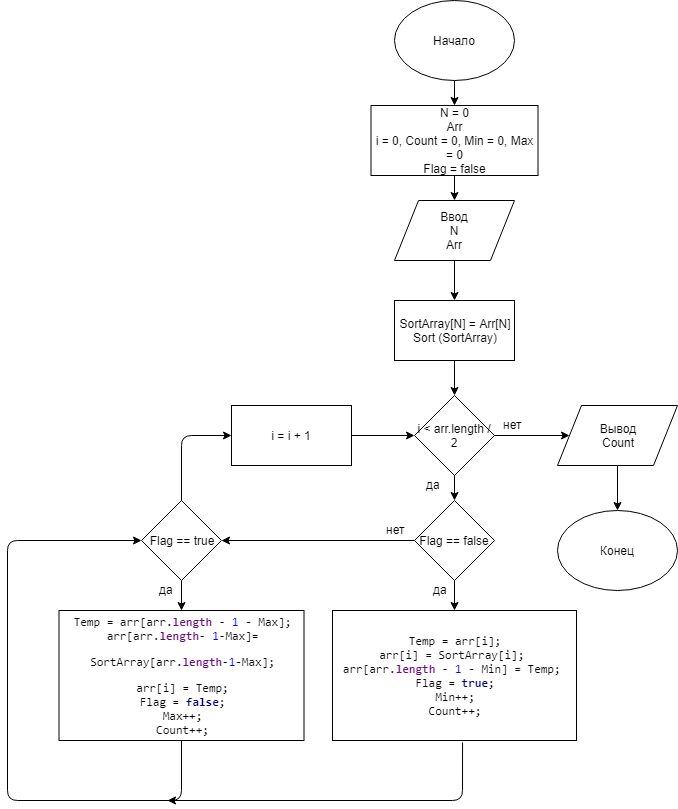 Начало
N = 0
Arr
i = 0, Count = 0, Min = 0, Max
= 0
Flag = false
Ввод
N
Arr
SortArray[N] = Arr[N]
Sort (SortArray)
i = i + 1
i < arr.length /
2
нет
Вывод
Count
да
Flag == true
нет
Flag == false
Конец
да
да
Temp = arr[arr.length - 1 - Max];
arr[arr.length- 1-Max]=
SortArray[arr.length-1-Max];
arr[i] = Temp;
Flag = false;
Max++;
Count++;
Temp = arr[i];
arr[i] = SortArray[i];
arr[arr.length - 1 - Min] = Temp;
Flag = true;
Min++;
Count++;